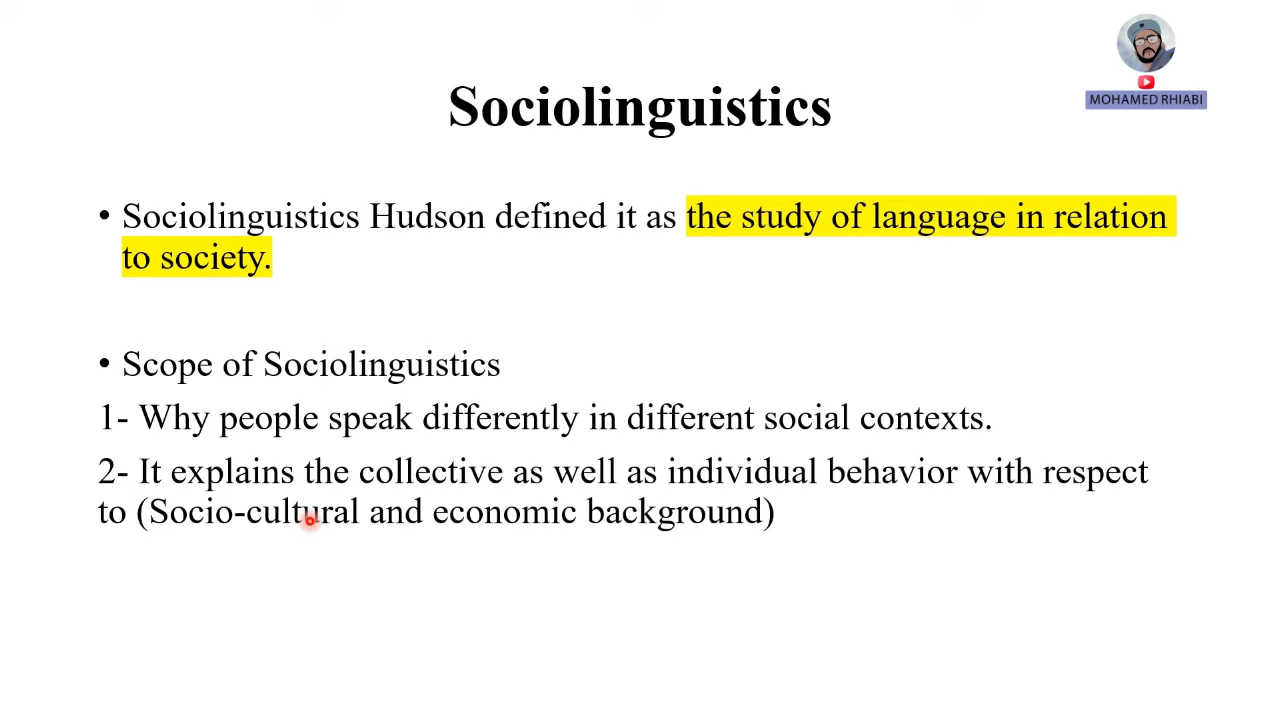 MOHAMED RHIABI
Sociolinguistics
• Sociolinguistics Hudson defined it as the study of language in relation
to society.
• Scope of Sociolinguistics
1- Why people speak differently in different social contexts.
2- It explains the collective as well as individual behavior with respect
to (Socio-cultural and economic background)